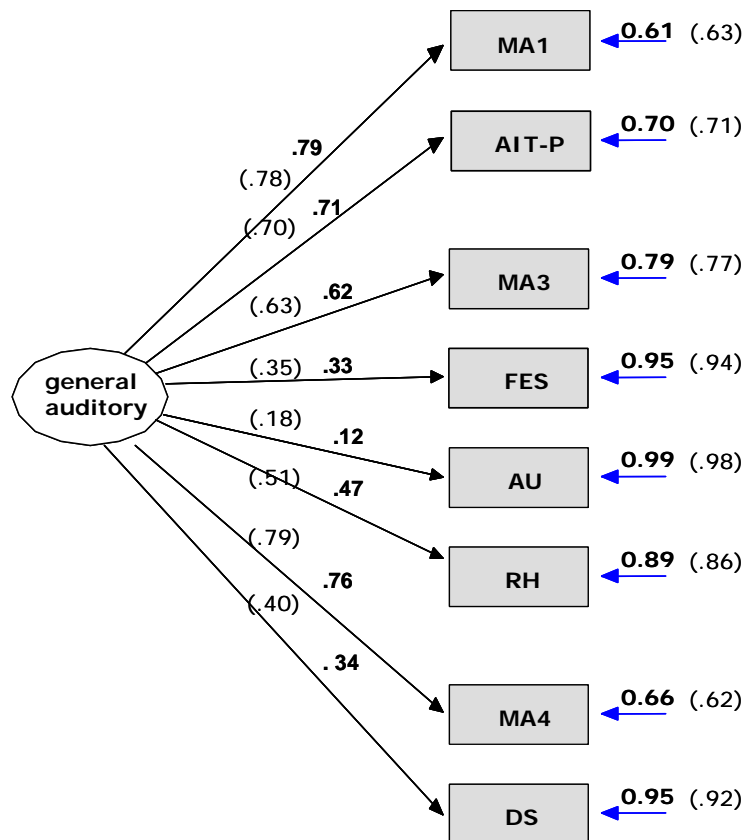 MA1
0.61 (.63)
.79
(.78)
AIT-P
0.70 (.71)
.71
(.70)
MA3
0.79 (.77)
.62
(.63)
FES
0.95 (.94)
(.35) .33
general
auditory
(.18)
.12
AU
0.99 (.98)
(.51)
.47
RH
0.89 (.86)
(.79)
.76
MA4
0.66 (.62)
(.40)
. 34
DS
0.95 (.92)